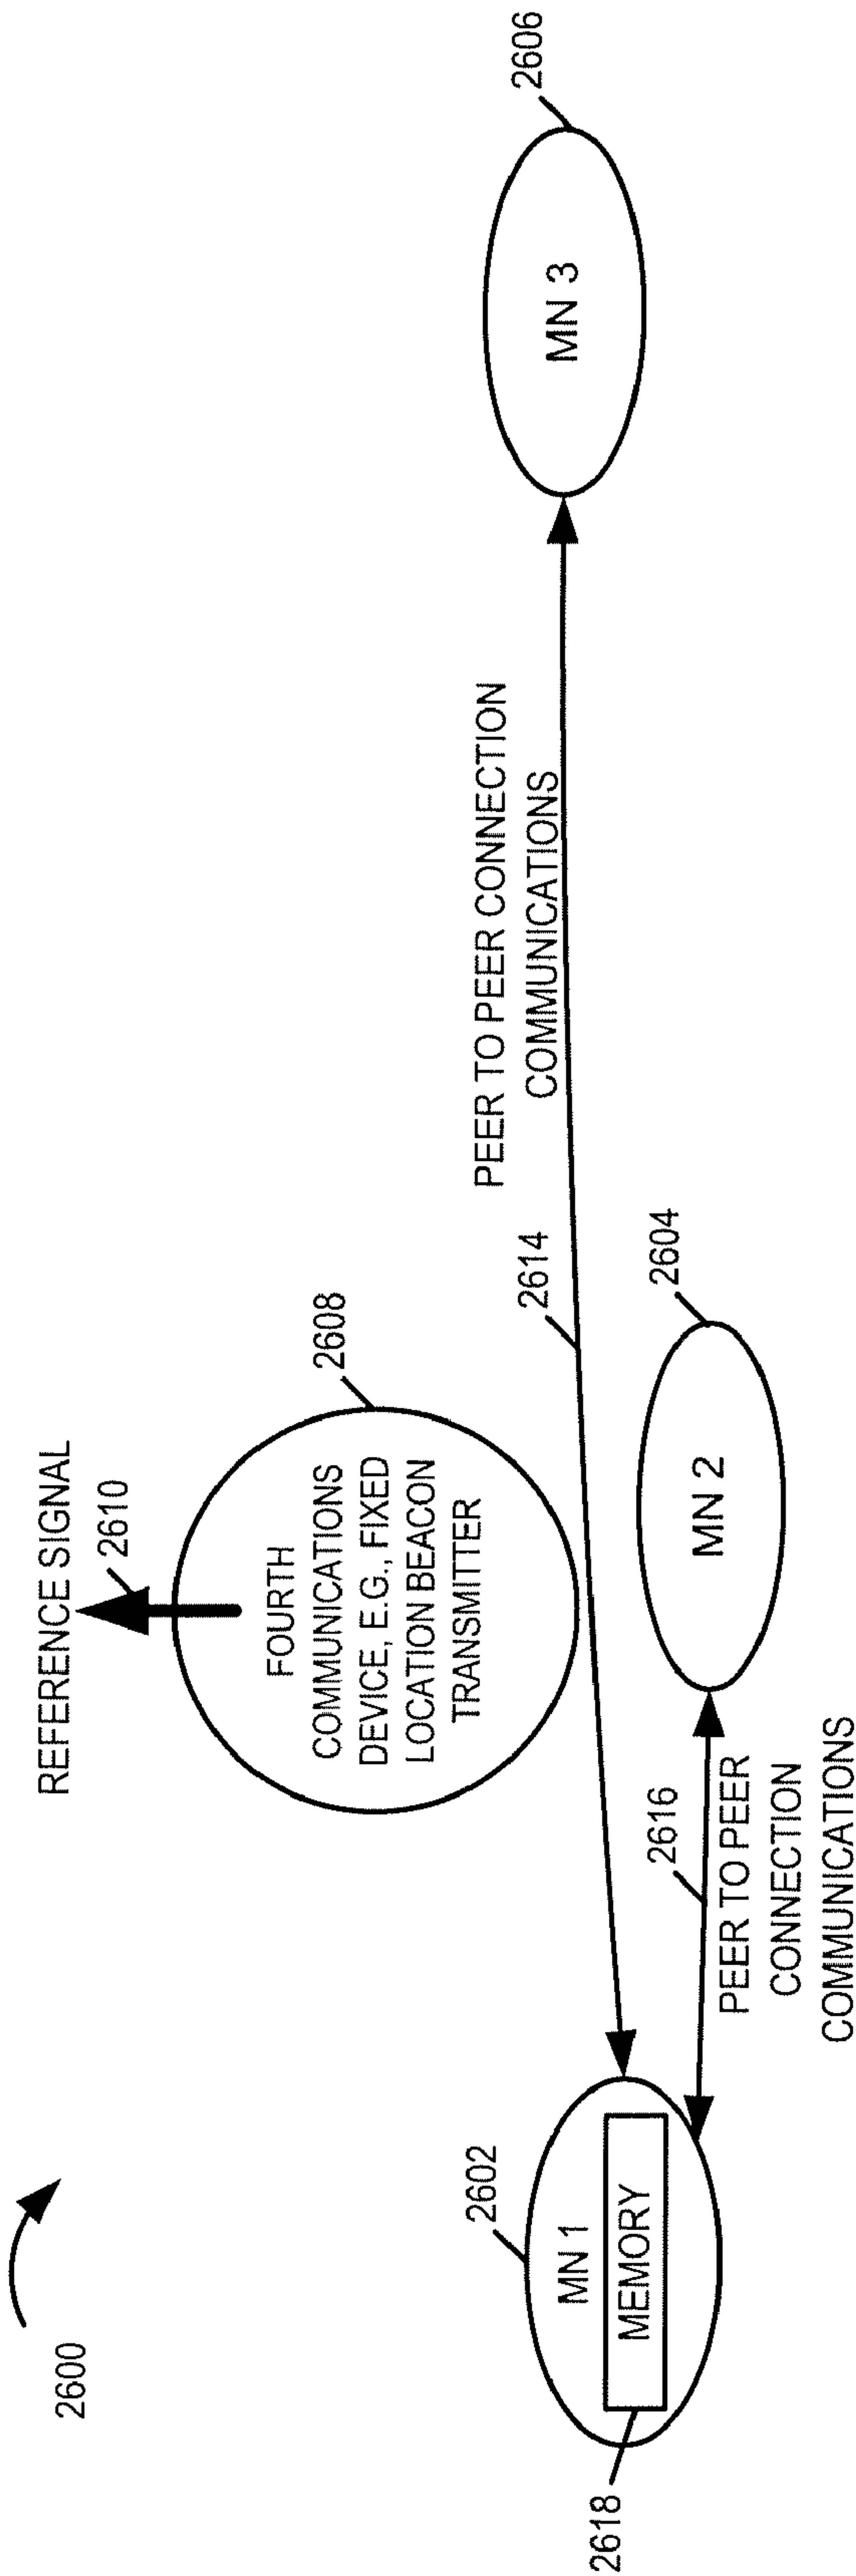 2600
REFERENCE SIGNAL
2610
2608
FOURTH
COMMUNICATIONS
DEVICE, E.G., FIXED
LOCATION BEACON
TRANSMITTER
2602
MN 1
MEMORY
2618
2614
PEER TO PEER CONNECTION
COMMUNICATIONS
2606
MN 3
2616
PEER TO PEER
CONNECTION
COMMUNICATIONS
2604
MN 2